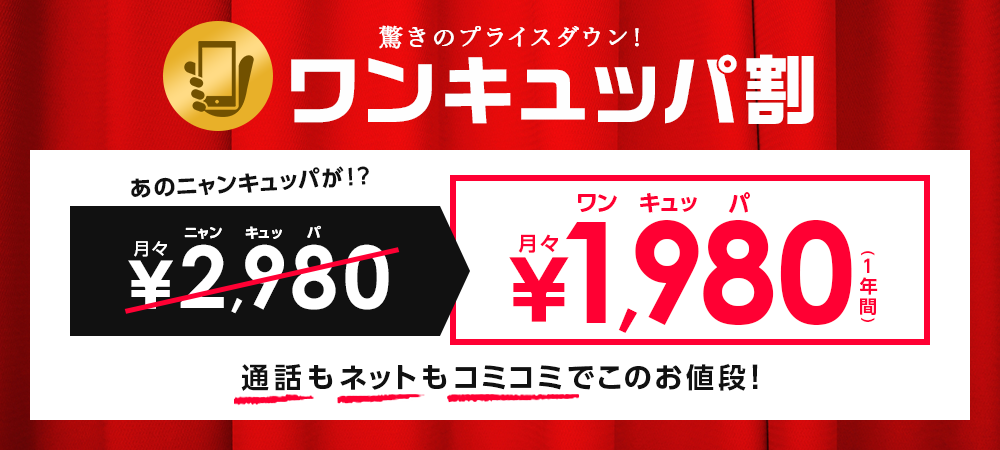 驚きのプライスダウン!
ワンキュッパ割
あのニャンキュッパが!?
ニャン キュッ パ
月々
¥2,980
ワン キュッ パ
月々
¥1,980
(1年間)
通話もネットもコミコミでこのお値段!